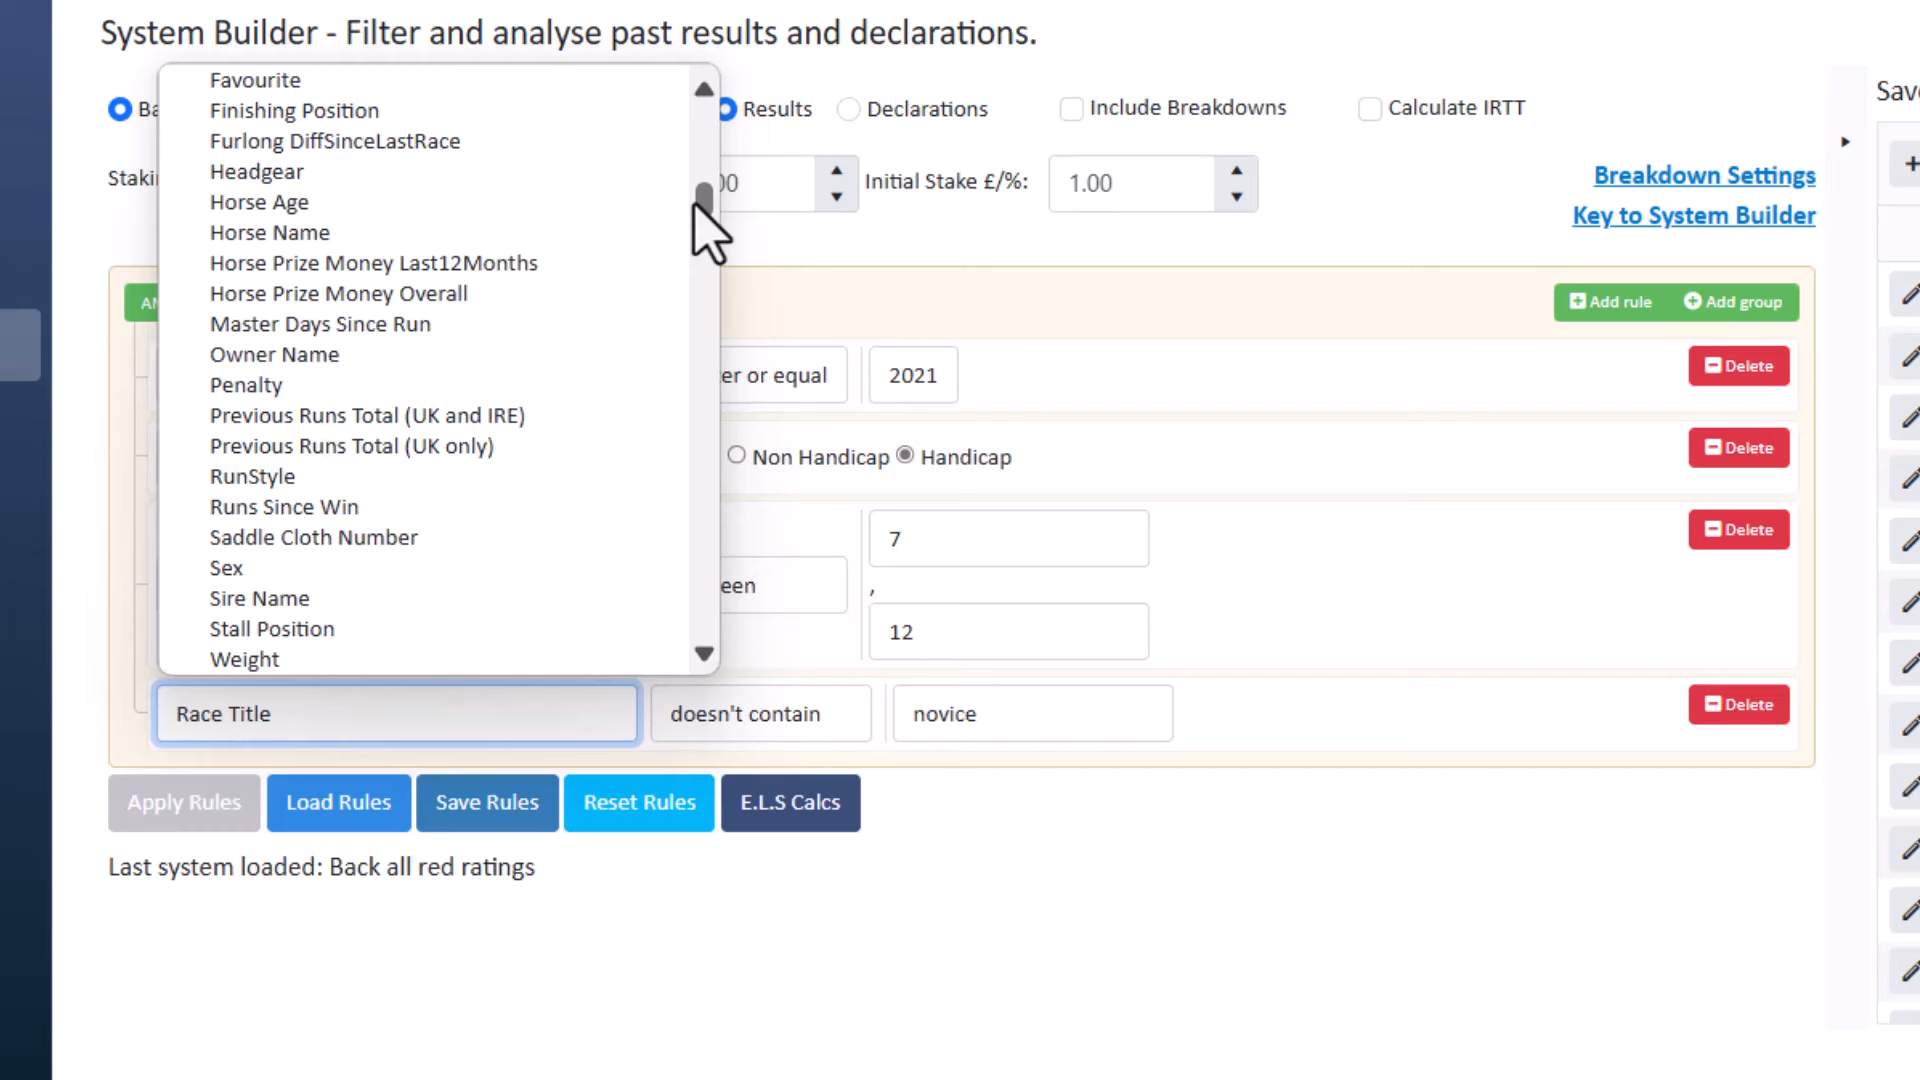 System Builder - Filter and analyse past results and declarations.
Favourite
Finishing Position
Furlong DiffSinceLastRace
Headgear
Horse Age
Horse Name
Horse Prize Money Last12Months
Horse Prize Money Overall
Master Days Since Run
Owner Name
Penalty
Previous Runs Total (UK and IRE)
Previous Runs Total (UK only)
RunStyle
Runs Since Win
Saddle Cloth Number
Sex
Sire Name
Stall Position
Weight
Results
Declarations
Include Breakdowns
Calculate IRTT
Initial Stake £/%:
1.00
Breakdown Settings
Key to System Builder
Add rule
Add group
or equal
2021
Delete
Non Handicap
Handicap
Delete
7
,
12
Delete
Race Title
doesn't contain
novice
Delete
Apply Rules
Load Rules
Save Rules
Reset Rules
E.L.S Calcs
Last system loaded: Back all red ratings